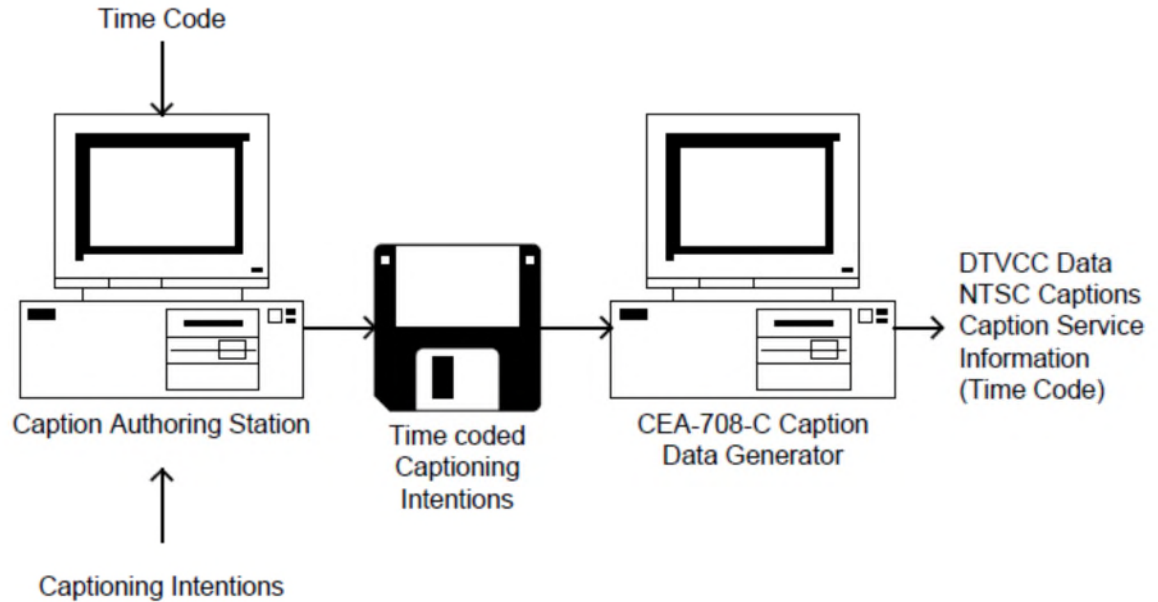 Time Code
Caption Authoring Station
Captioning Intentions
Time coded
Captioning
Intentions
CEA-708-C Caption
Data Generator
DTVCC Data
NTSC Captions
Caption Service
Information
(Time Code)